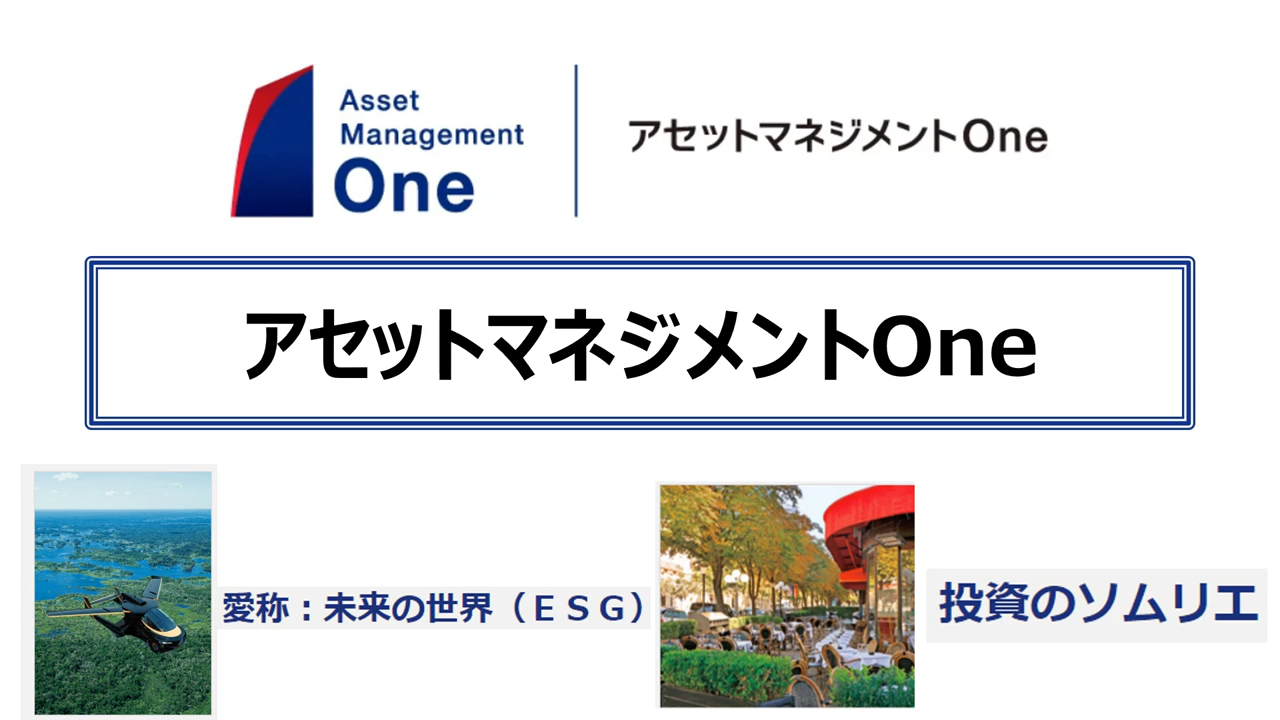 Asset
Management
One
アセットマネジメントOne
アセットマネジメントOne
愛称：未来の世界（ＥＳＧ）
投資のソムリエ